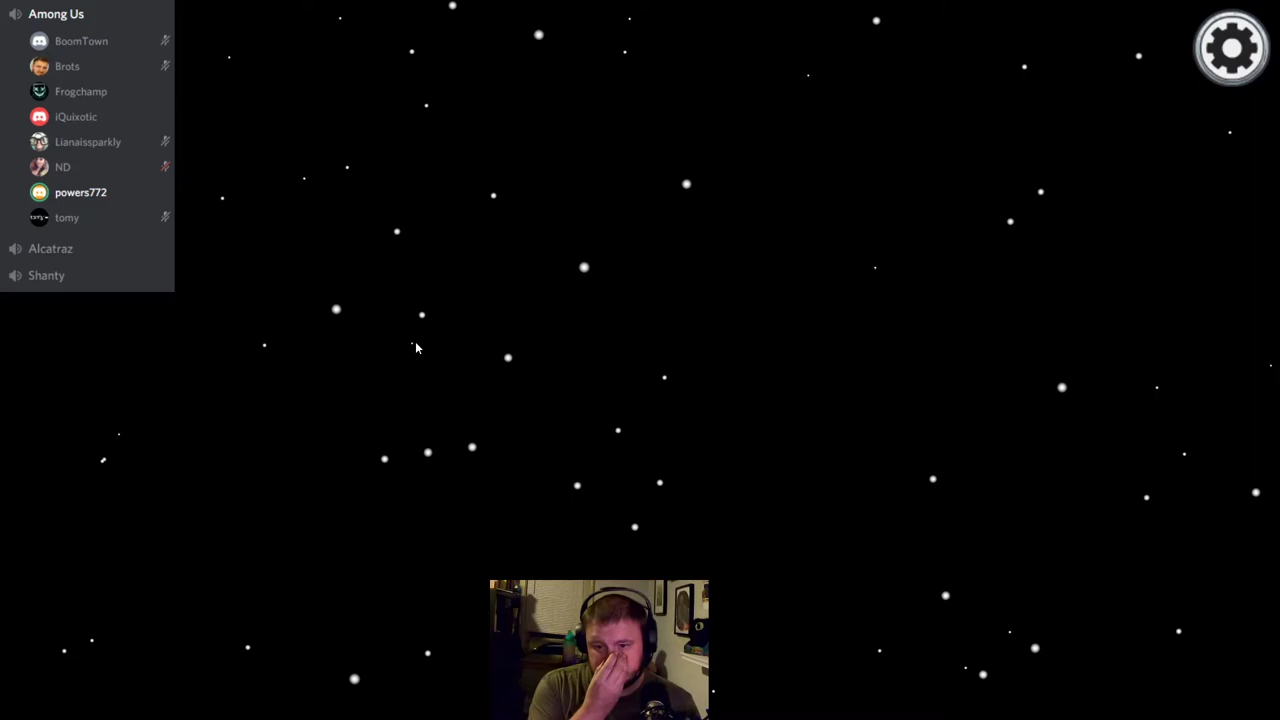 Among Us
BoomTown
Brots
Frogchamp
iQuixotic
Lianaissparkly
ND
powers772
tomy
Alcatraz
Shanty